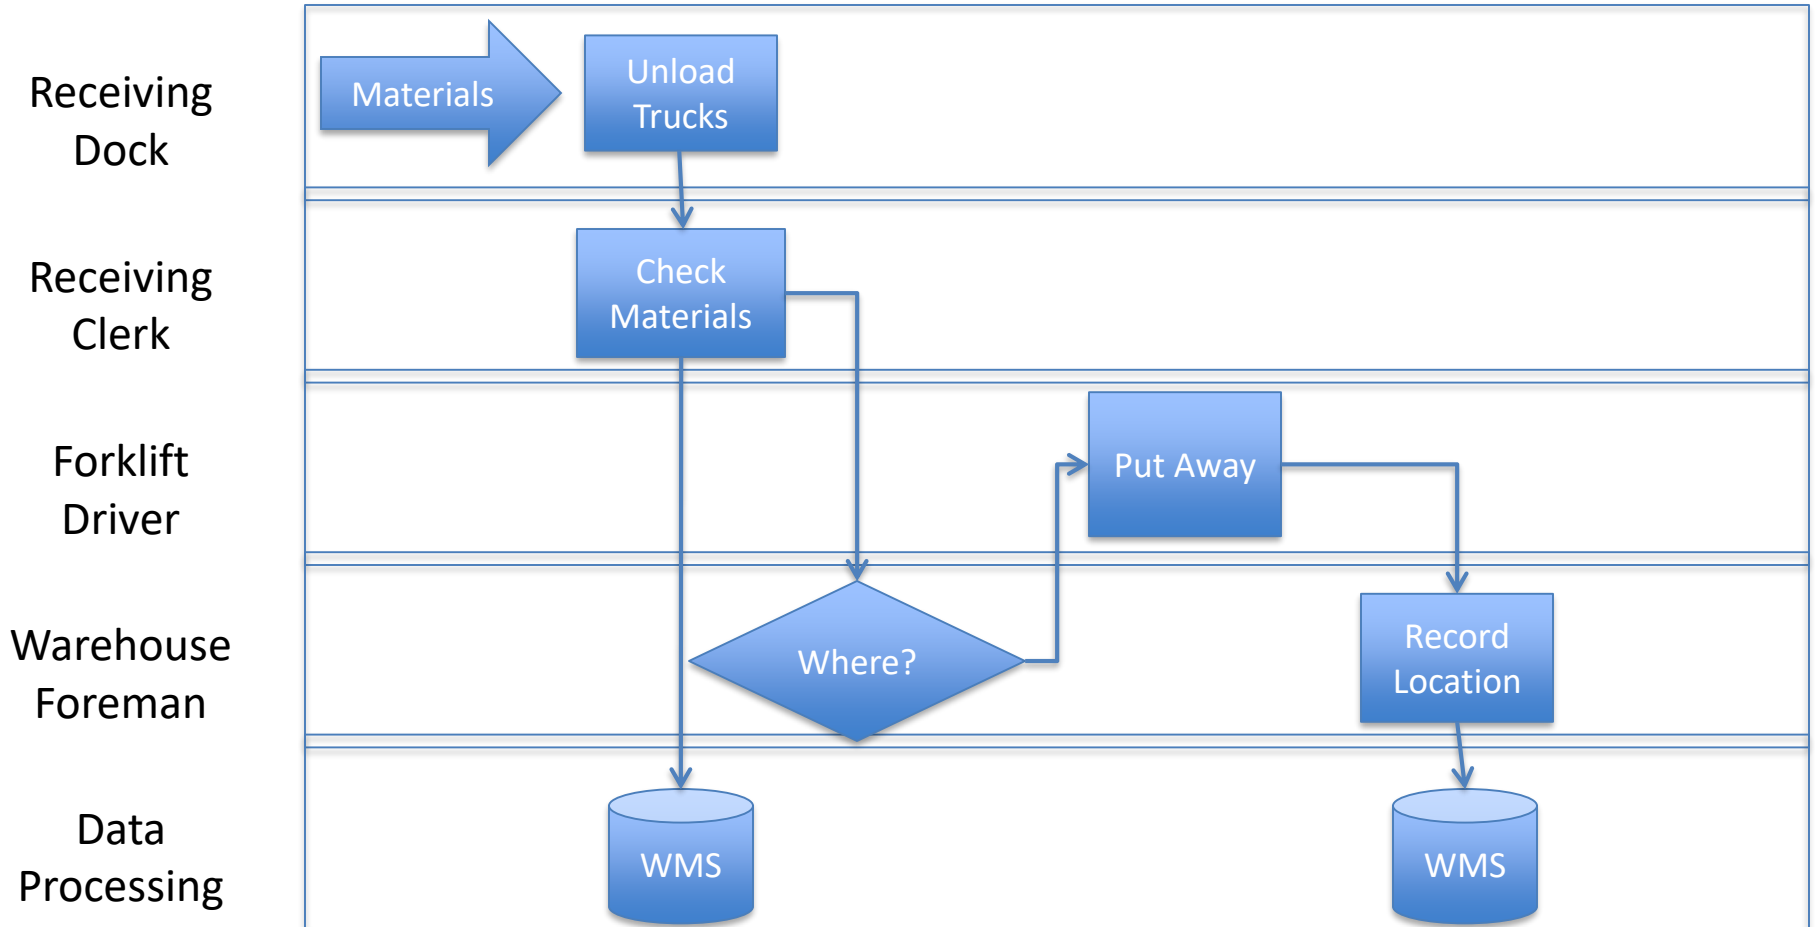 Receiving
Dock
Materials
Unload
Trucks
Receiving
Clerk
Check
Materials
Forklift
Driver
Put Away
Warehouse
Foreman
Where?
Record
Location
Data
Processing
WMS
WMS